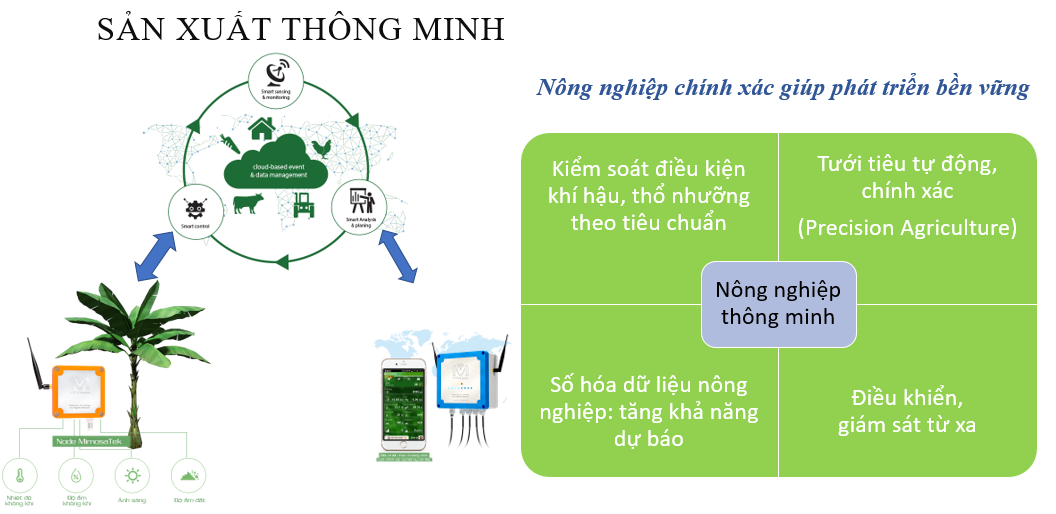 SẢN XUẤT THÔNG MINH
Smart sensing
& monitoring
cloud-based event
& data management
Smart control
Smart Analysis
& planing
Node MimosaTek
Nhiệt độ
không khí
Độ ẩm
không khí
Ánh sáng
Độ ẩm đất
Nông nghiệp chính xác giúp phát triển bền vững
Kiểm soát điều kiện
khí hậu, thổ nhưỡng
theo tiêu chuẩn
Tưới tiêu tự động,
chính xác
(Precision Agriculture)
Nông nghiệp
thông minh
Số hóa dữ liệu nông
nghiệp: tăng khả năng
dự báo
Điều khiển,
giám sát từ xa